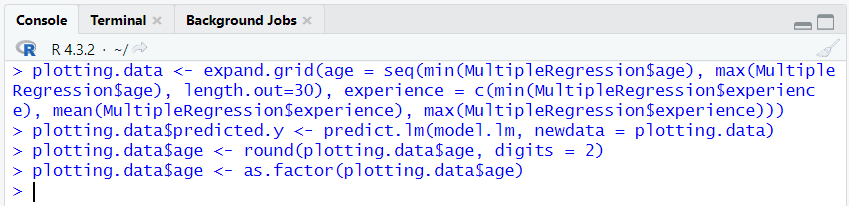 Console Terminal Background Jobs
R R 4.3.2 · ~/
> plotting.data <- expand.grid(age = seq(min(MultipleRegression$age), max(Multiple
Regression$age), length.out=30), experience = c(min(MultipleRegression$experienc
e), mean(MultipleRegression$experience), max(MultipleRegression$experience)))
> plotting.data$predicted.y <- predict.lm(model.lm, newdata = plotting.data)
> plotting.data$age <- round(plotting.data$age, digits = 2)
> plotting.data$age <- as.factor(plotting.data$age)
>